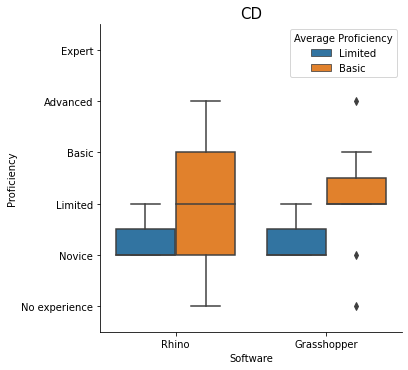 CD
Average Proficiency
Limited
Basic
Expert
Advanced
Basic
Limited
Novice
No experience
Proficiency
Rhino
Grasshopper
Software